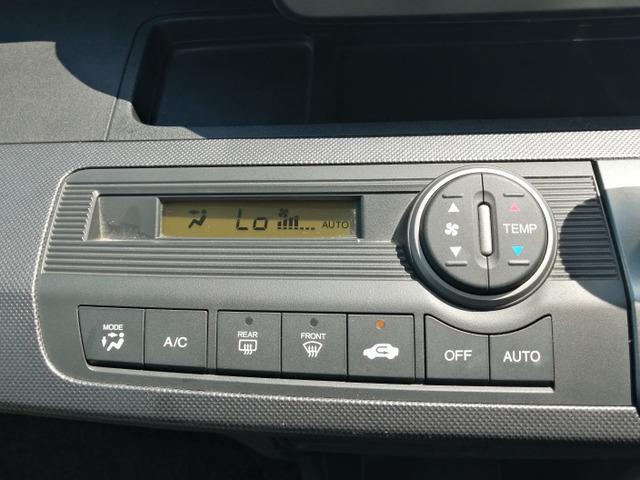 Lo AUTO
TEMP
MODE
A/C
REAR
FRONT
OFF
AUTO